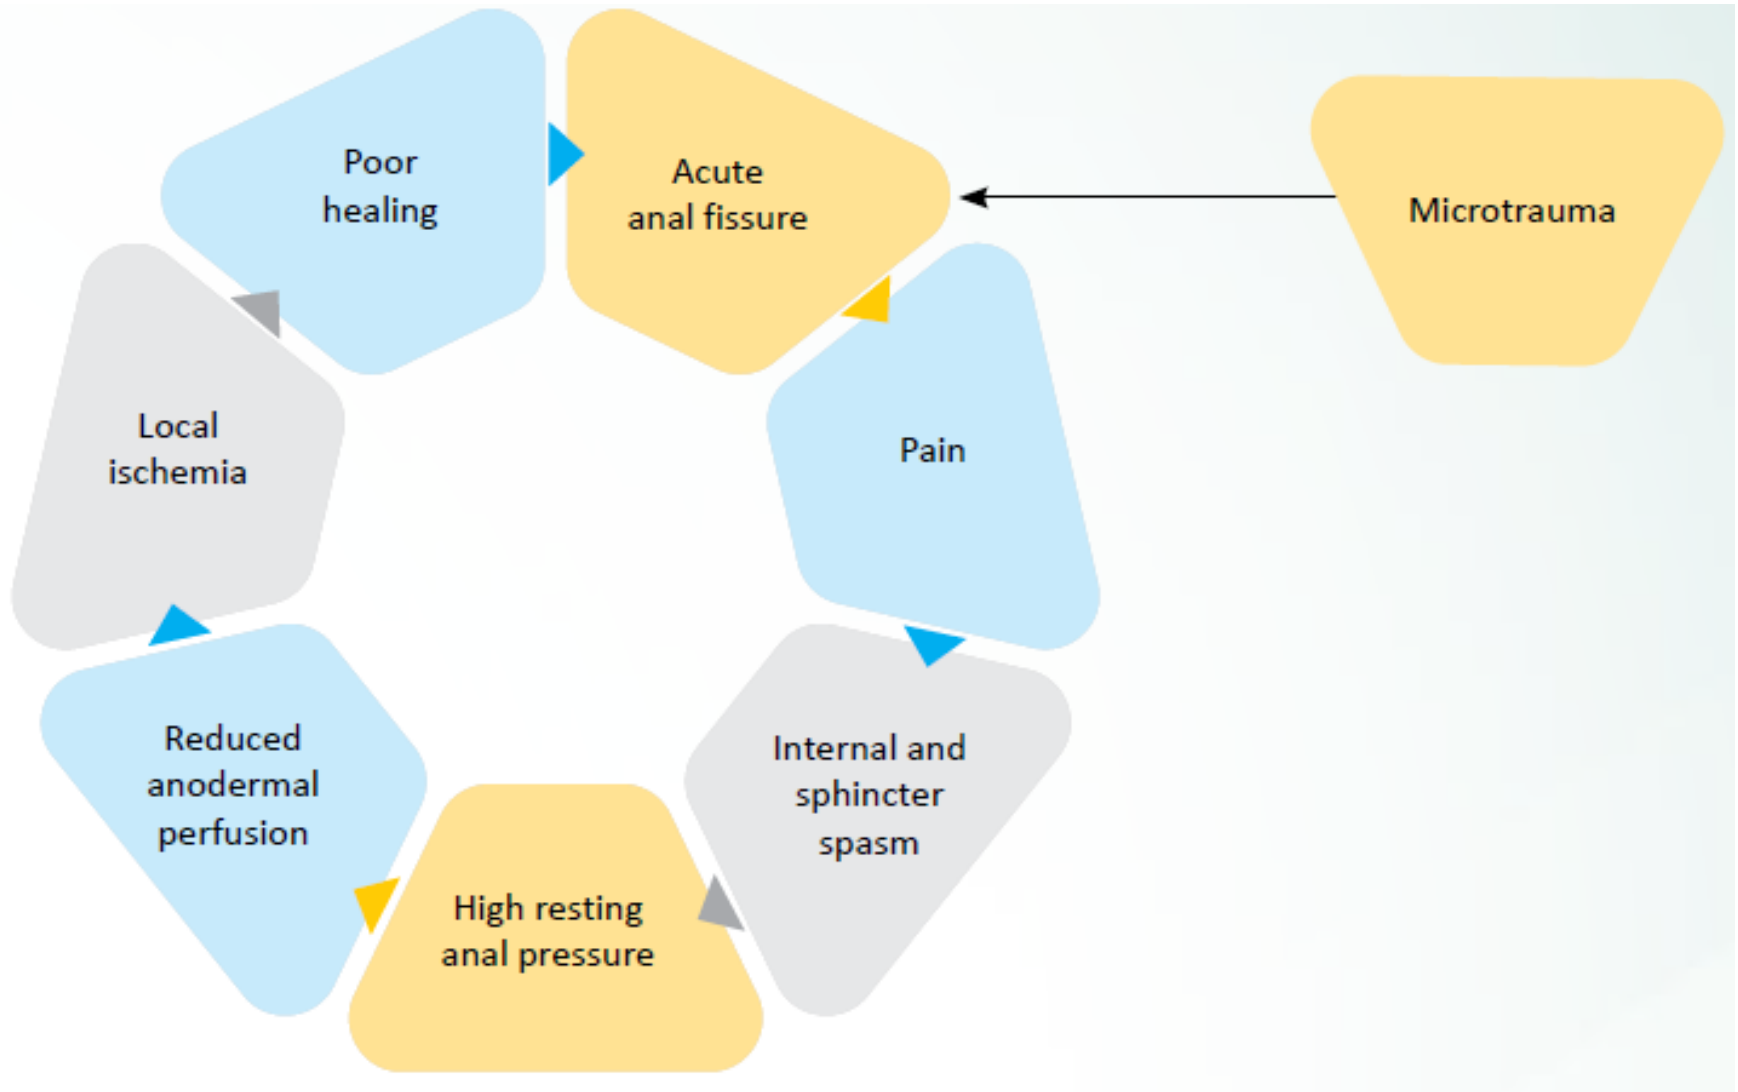 Poor
healing
Acute
anal fissure
Microtrauma
Pain
Internal and
sphincter
spasm
High resting
anal pressure
Reduced
anodermal
perfusion
Local
ischemia